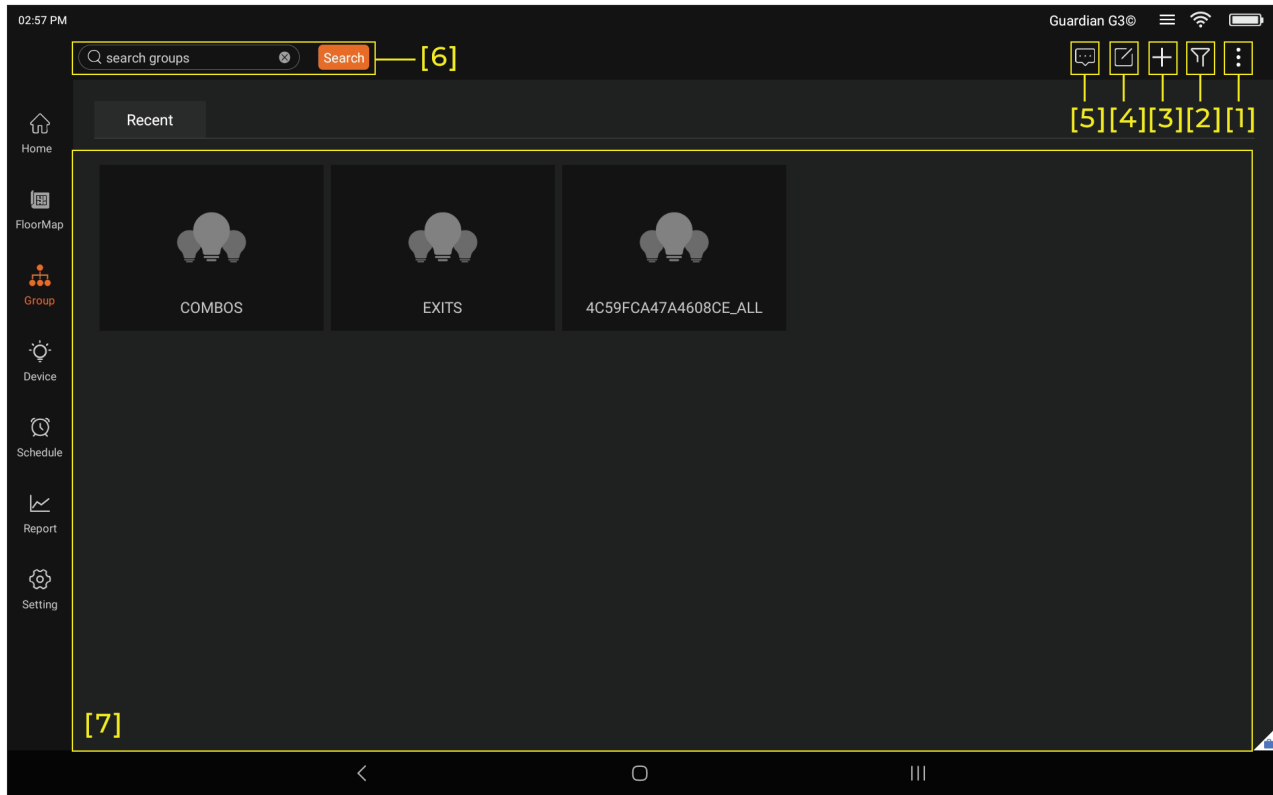 02:57 PM
Guardian G3©
search groups
Search
[6]
[5][4][3][2][1]
Recent
Home
FloorMap
Group
Device
Schedule
Report
Setting
COMBOS
EXITS
4C59FCA47A4608CE_ALL
[7]